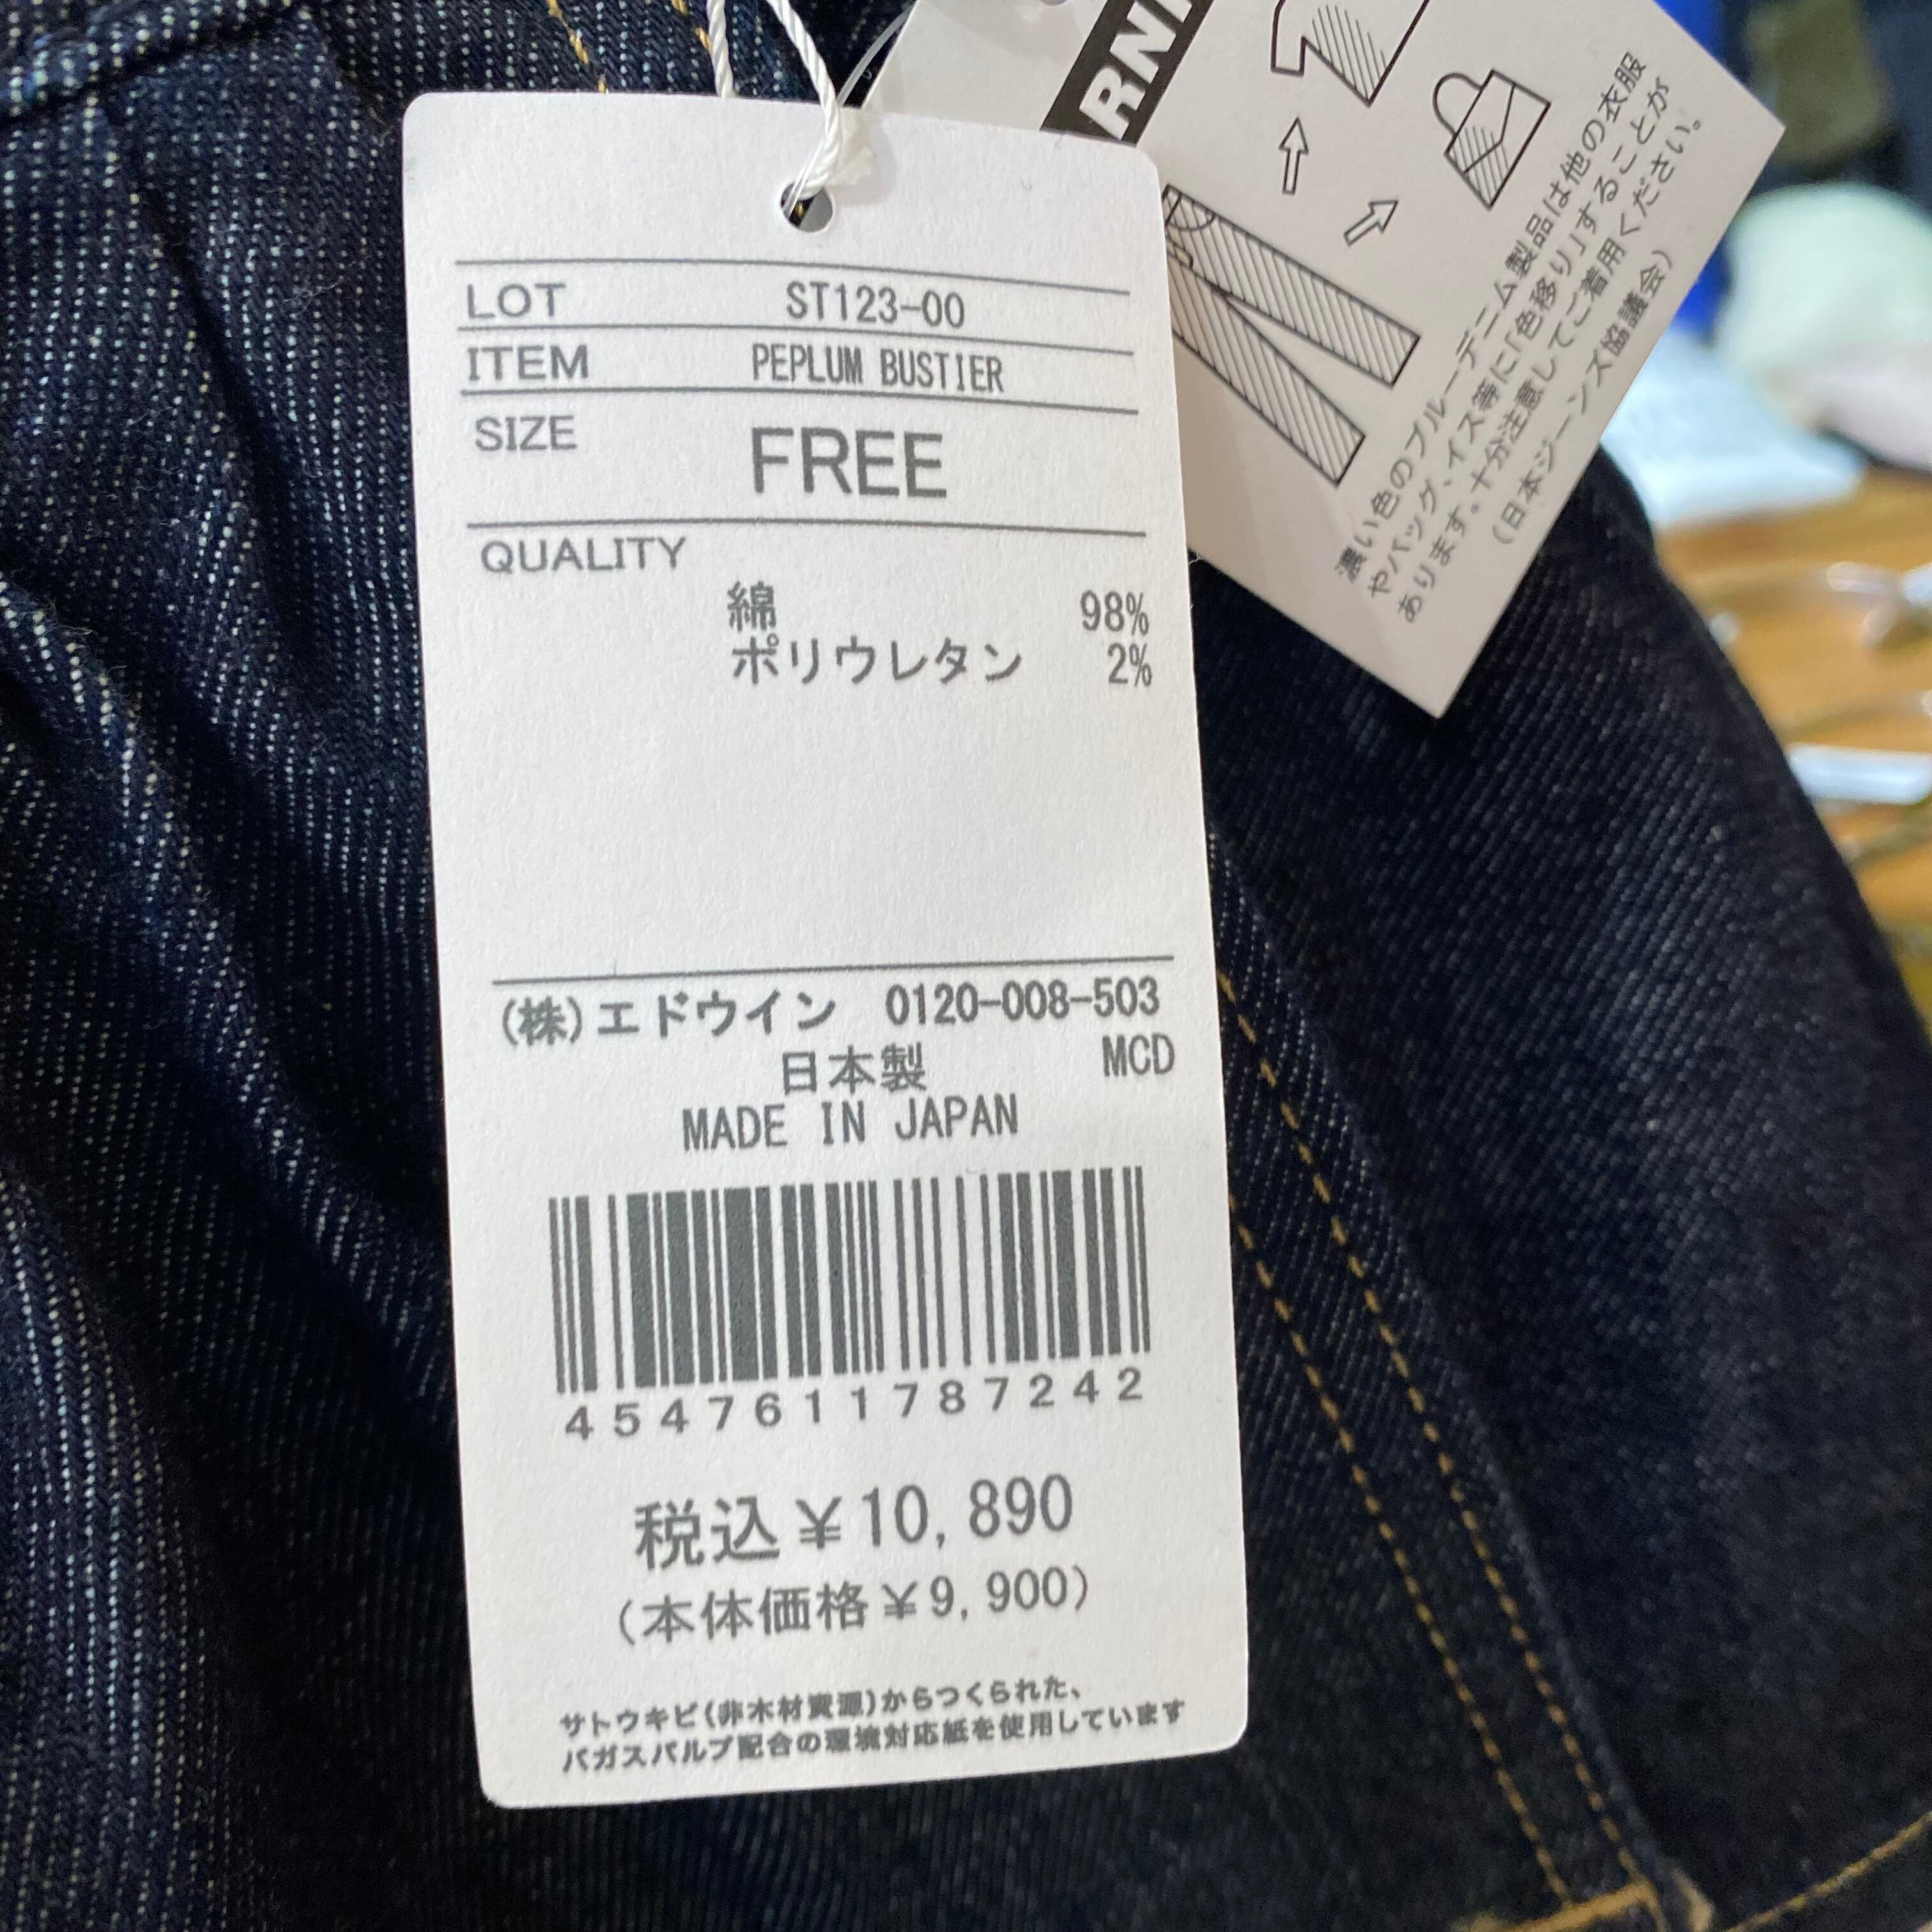 LOT ST123-00
ITEM PEPLUM BUSTIER
SIZE FREE
QUALITY
綿 98%
ポリウレタン 2%
(株)エドウイン 0120-008-503
日本製 MCD
MADE IN JAPAN
4547611787242
税込¥10,890
(本体価格¥9,900)
サトウキビ(非木材資源)からつくられた、
バガスパルプ配合の環境対応紙を使用しています
濃い色のブルーデニム製品は他の衣服
やバッグ、イス等に「色移り」することが
あります。十分注意してご着用ください。
(日本ジーンズ協議会)